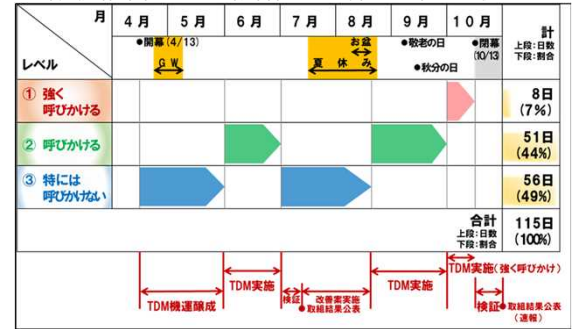 月
レベル
4月
5月
6月
7月
8月
9月
10月
計
上段:日数
下段:割合
●開幕(4/13)
GW
お盆
夏休み
●敬老の日
●秋分の日
●閉幕
(10/13)
① 強く
呼びかける
8日
(7%)
② 呼びかける
51日
(44%)
③ 特には
呼びかけない
56日
(49%)
合計
上段:日数
下段:割合
115日
(100%)
TDM機運醸成
TDM実施
検証
改善案実施
●取組結果公表
TDM実施
TDM実施(強く呼びかけ)
検証
●取組結果公表
(速報)